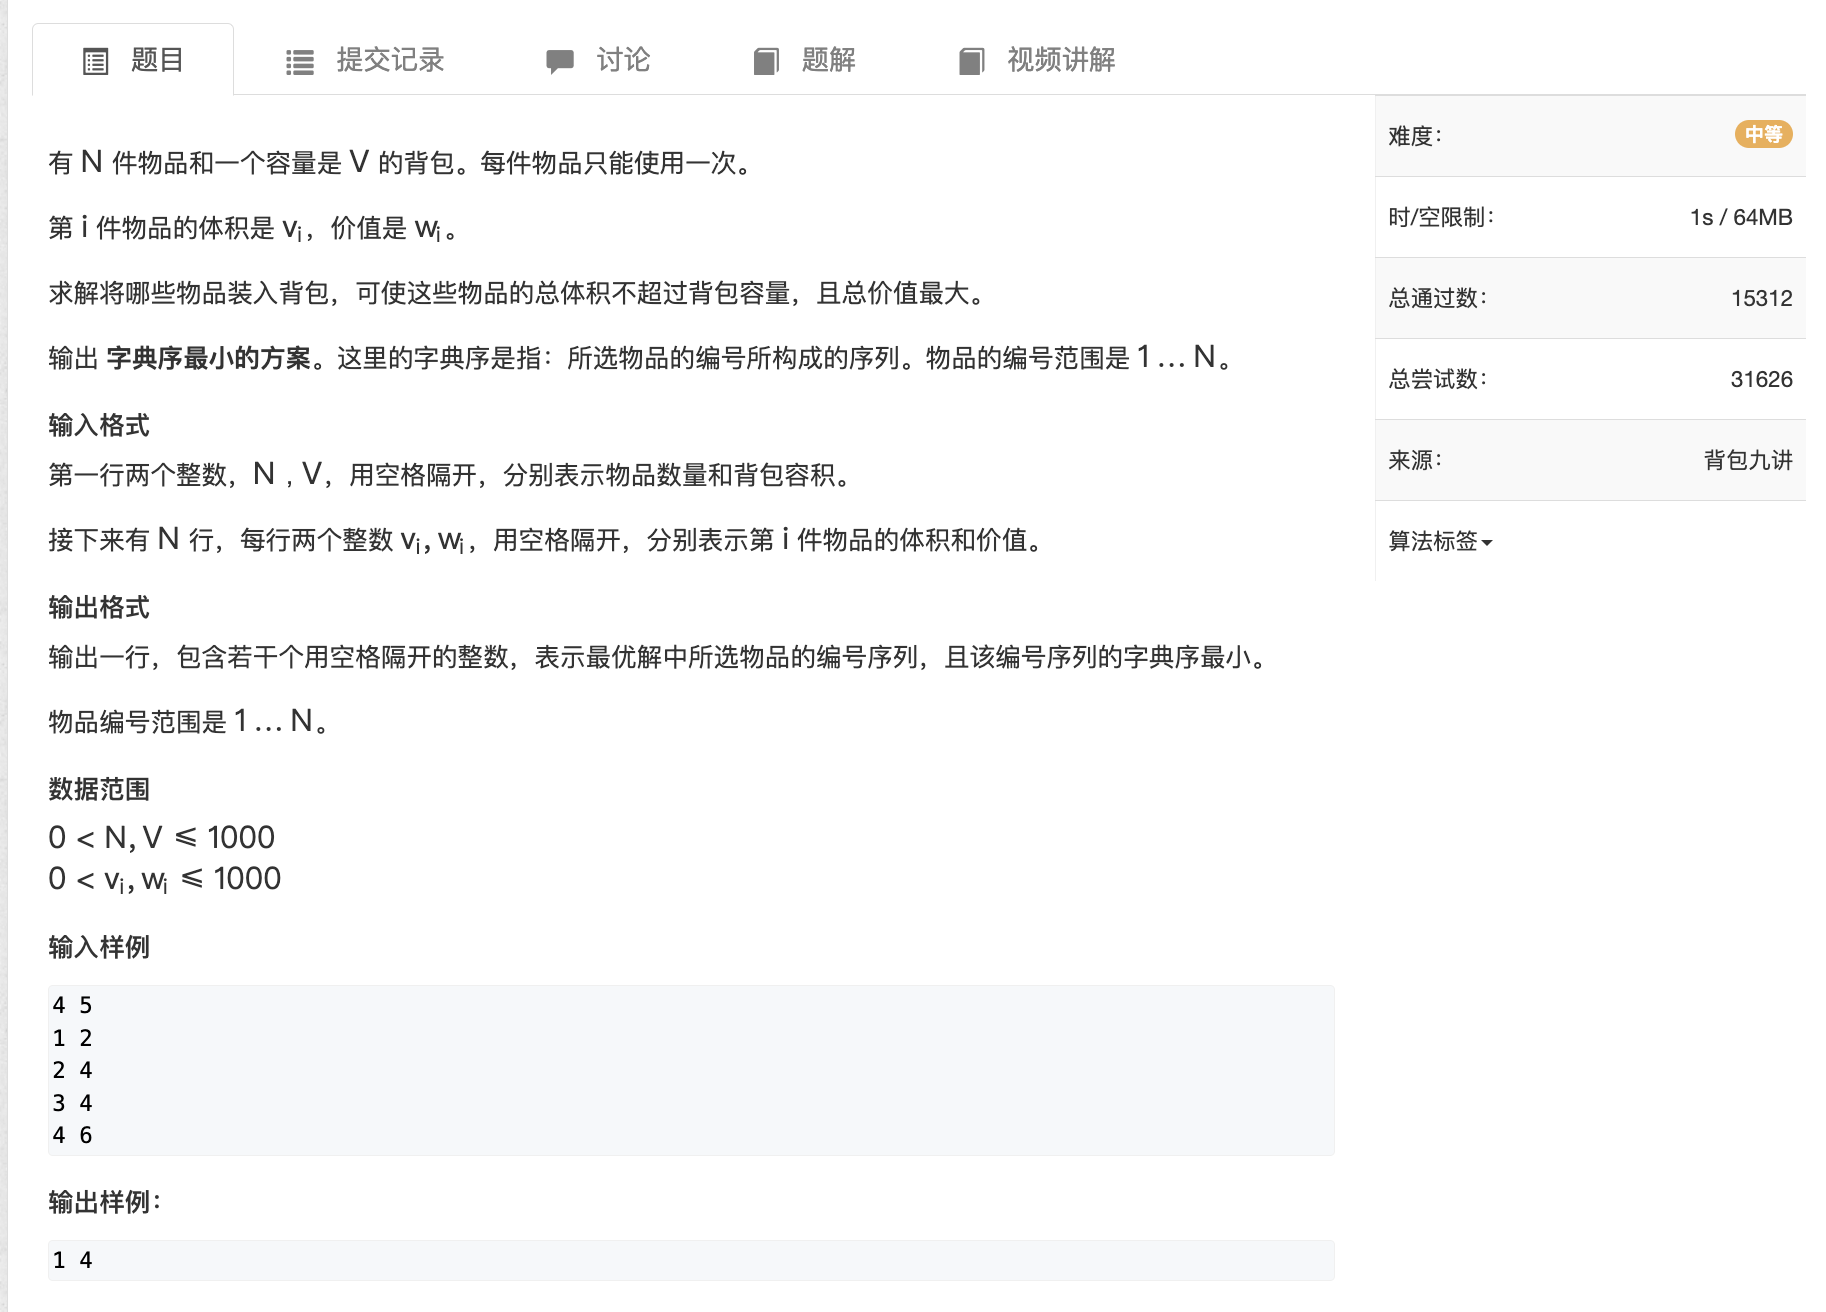 题目 提交记录 讨论 题解 视频讲解
有 N 件物品和一个容量是 V 的背包。每件物品只能使用一次。
第 i 件物品的体积是 vᵢ，价值是 wᵢ。
求解将哪些物品装入背包，可使这些物品的总体积不超过背包容量，且总价值最大。
输出 字典序最小的方案。这里的字典序是指：所选物品的编号所构成的序列。物品的编号范围是 1…N。
输入格式
第一行两个整数，N，V，用空格隔开，分别表示物品数量和背包容积。
接下来有 N 行，每行两个整数 vᵢ,wᵢ，用空格隔开，分别表示第 i 件物品的体积和价值。
输出格式
输出一行，包含若干个用空格隔开的整数，表示最优解中所选物品的编号序列，且该编号序列的字典序最小。
物品编号范围是 1…N。
数据范围
0 < N, V ⩽ 1000
0 < vᵢ, wᵢ ⩽ 1000
输入样例
4 5
1 2
2 4
3 4
4 6
输出样例：
1 4
难度： 中等
时/空限制： 1s / 64MB
总通过数： 15312
总尝试数： 31626
来源： 背包九讲
算法标签